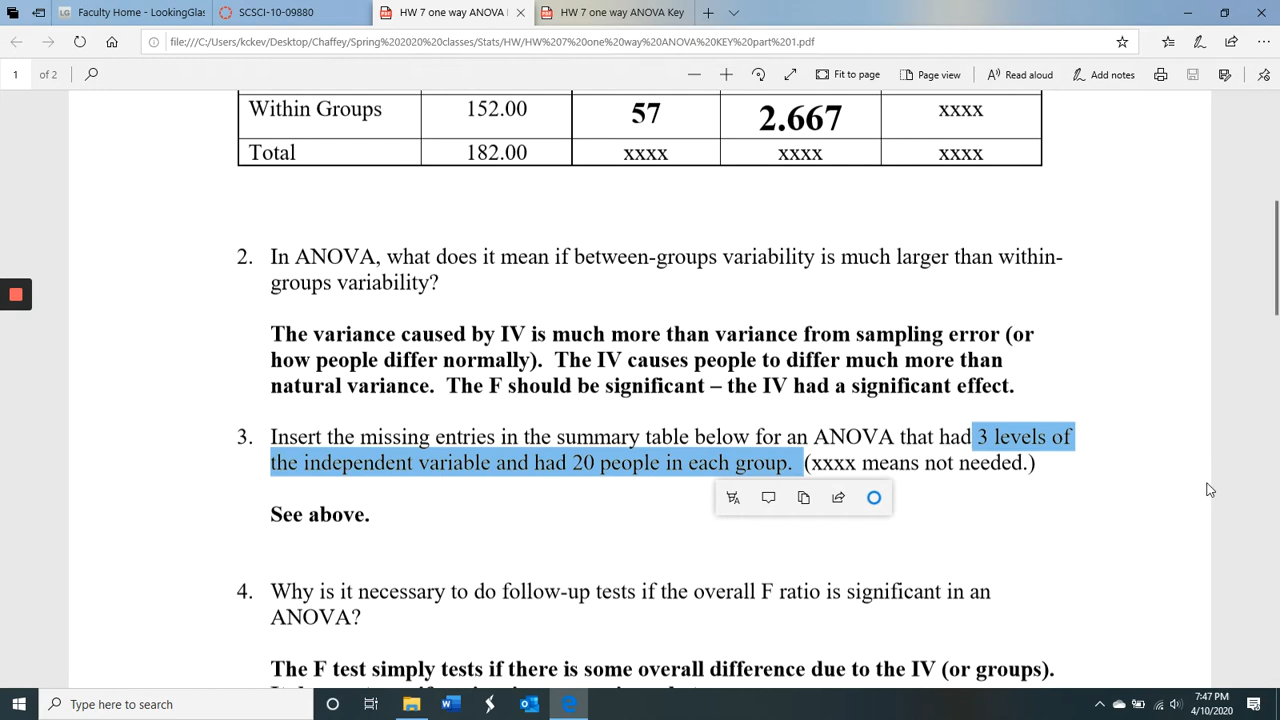 Faculty Home - LookingGlas
SCSCI-10-09880
HW 7 one way ANOVA
HW 7 one way ANOVA Key
file:///C:/Users/kckev/Desktop/Chaffey/Spring%202020%20classes/Stats/HW/HW%207%20one%20way%20ANOVA%20KEY%20part%201.pdf
1 of 2
Fit to page
Page view
Read aloud
Add notes
Within Groups 152.00 57 2.667 xxxx
Total 182.00 xxxx xxxx xxxx
2. In ANOVA, what does it mean if between-groups variability is much larger than within-
groups variability?
The variance caused by IV is much more than variance from sampling error (or
how people differ normally). The IV causes people to differ much more than
natural variance. The F should be significant – the IV had a significant effect.
3. Insert the missing entries in the summary table below for an ANOVA that had 3 levels of
the independent variable and had 20 people in each group. (xxxx means not needed.)
See above.
4. Why is it necessary to do follow-up tests if the overall F ratio is significant in an
ANOVA?
The F test simply tests if there is some overall difference due to the IV (or groups).
Type here to search
7:47 PM
4/10/2020